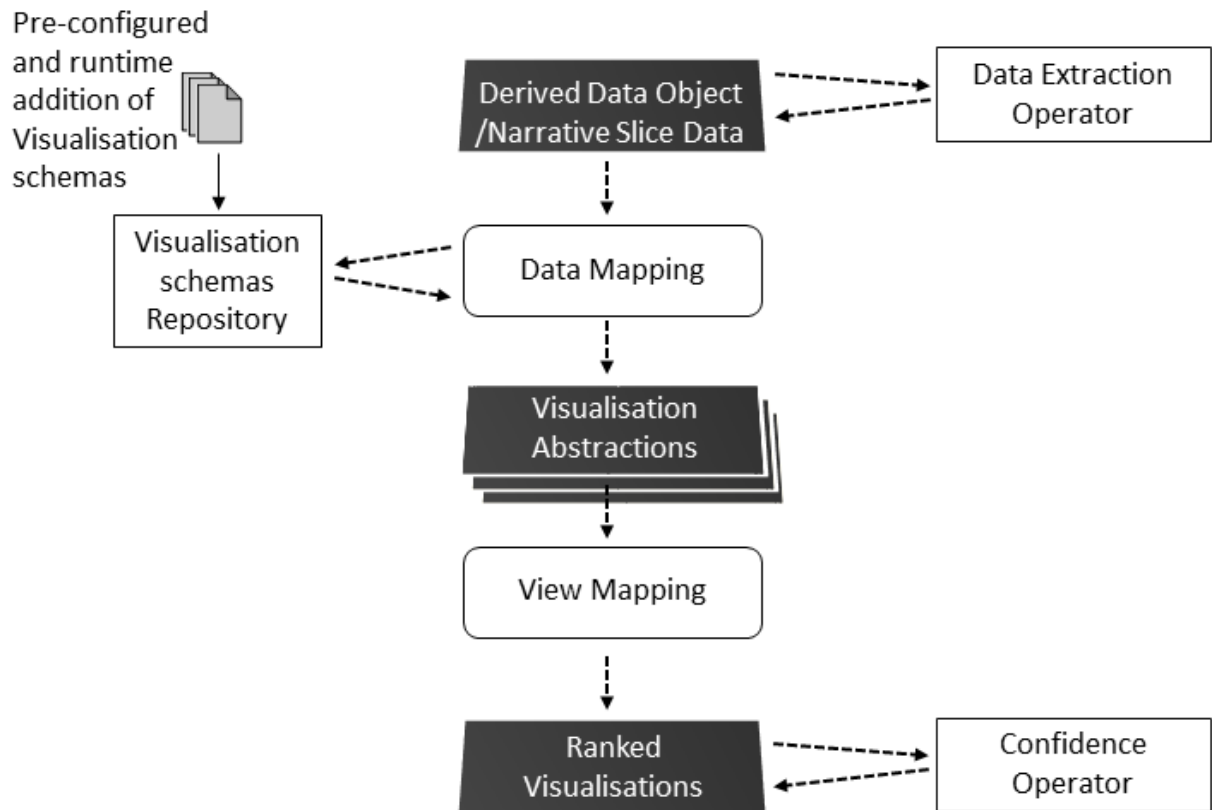 Pre-configured
and runtime
addition of
Visualisation
schemas
Derived Data Object
/Narrative Slice Data
Data Extraction
Operator
Visualisation
schemas
Repository
Data Mapping
Visualisation
Abstractions
View Mapping
Ranked
Visualisations
Confidence
Operator